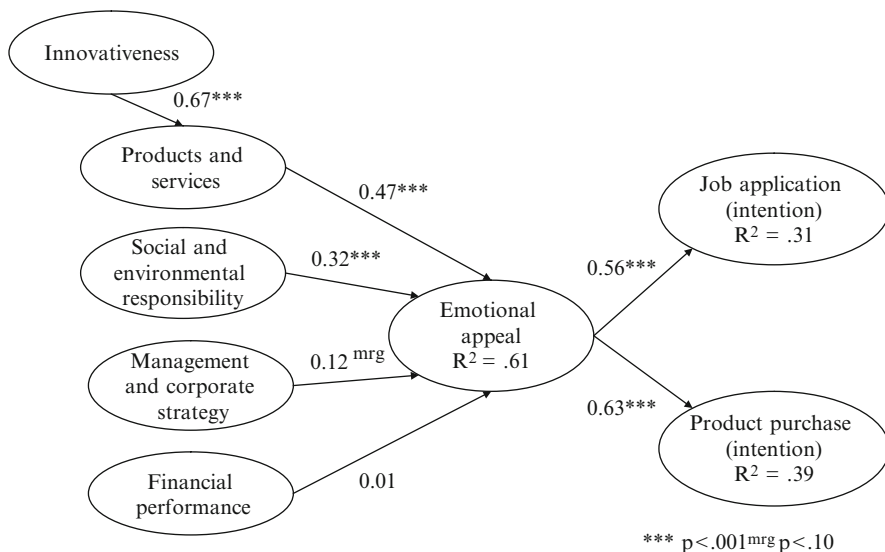 Innovativeness
0.67***
Products and
services
0.47***
Social and
environmental
responsibility
0.32***
Management
and corporate
strategy
0.12 mrg
Financial
performance
0.01
Emotional
appeal
R² = .61
0.56***
Job application
(intention)
R² = .31
0.63***
Product purchase
(intention)
R² = .39
*** p<.001 mrg p<.10